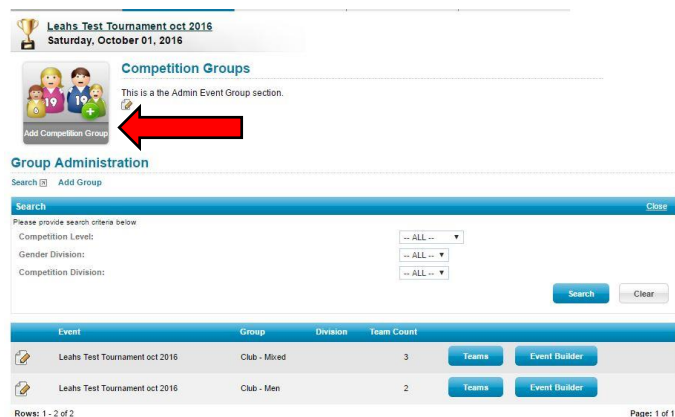 Leahs Test Tournament oct 2016
Saturday, October 01, 2016
Competition Groups
This is a the Admin Event Group section.
6 19 19
Add Competition Group
Group Administration
Search Add Group
Search Close
Please provide search criteria below
Competition Level: -- ALL --
Gender Division: -- ALL --
Competition Division: -- ALL --
Search Clear
Event Group Division Team Count
Leahs Test Tournament oct 2016 Club - Mixed 3 Teams Event Builder
Leahs Test Tournament oct 2016 Club - Men 2 Teams Event Builder
Rows: 1 - 2 of 2 Page: 1 of 1